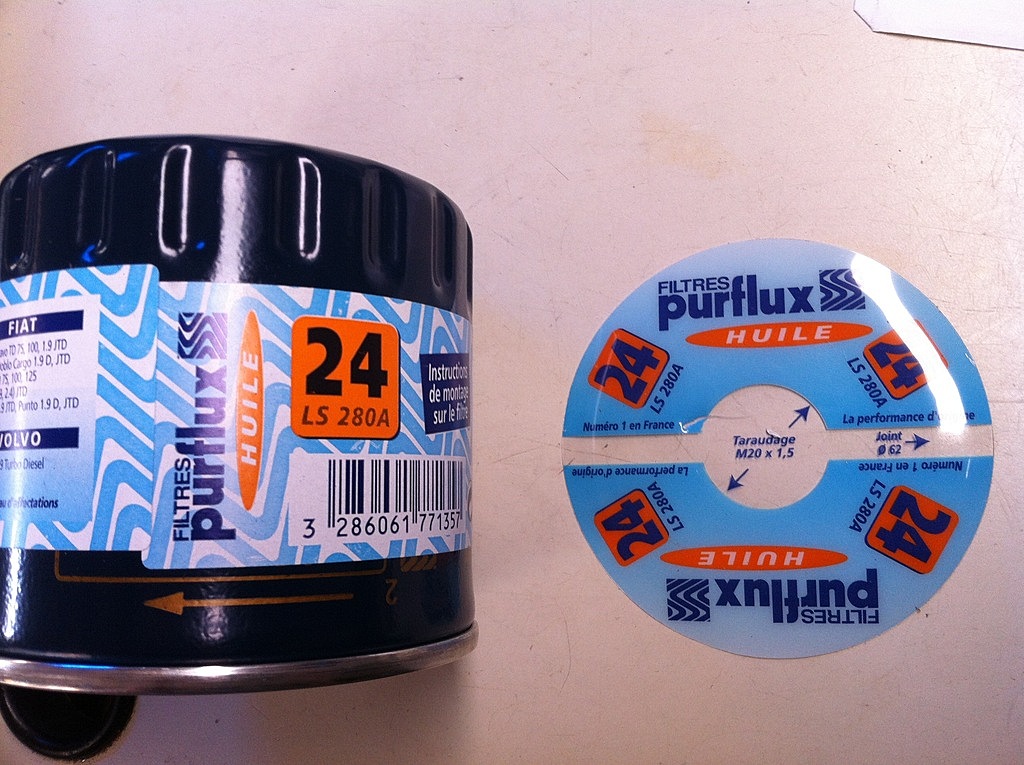 FIAT
TD 75, 100, 1.9 JTD
Cargo 1.9 D, JTD
75, 100, 125
2.4) JTD
JTD, Punto 1.9 D, JTD
VOLVO
Turbo Diesel
d'affectations
FILTRES
purflux
HUILE
24
LS 280A
Instructions
de montage
sur le filtre
3 286061 771357
2
FILTRES
purflux
HUILE
24
LS 280A
24
LS 280A
Numéro 1 en France
La performance
Taraudage
M20 x 1,5
Joint
Ø 62
La performance d'origine
Numéro 1 en France
24
LS 280A
24
LS 280A
HUILE
FILTRES
purflux